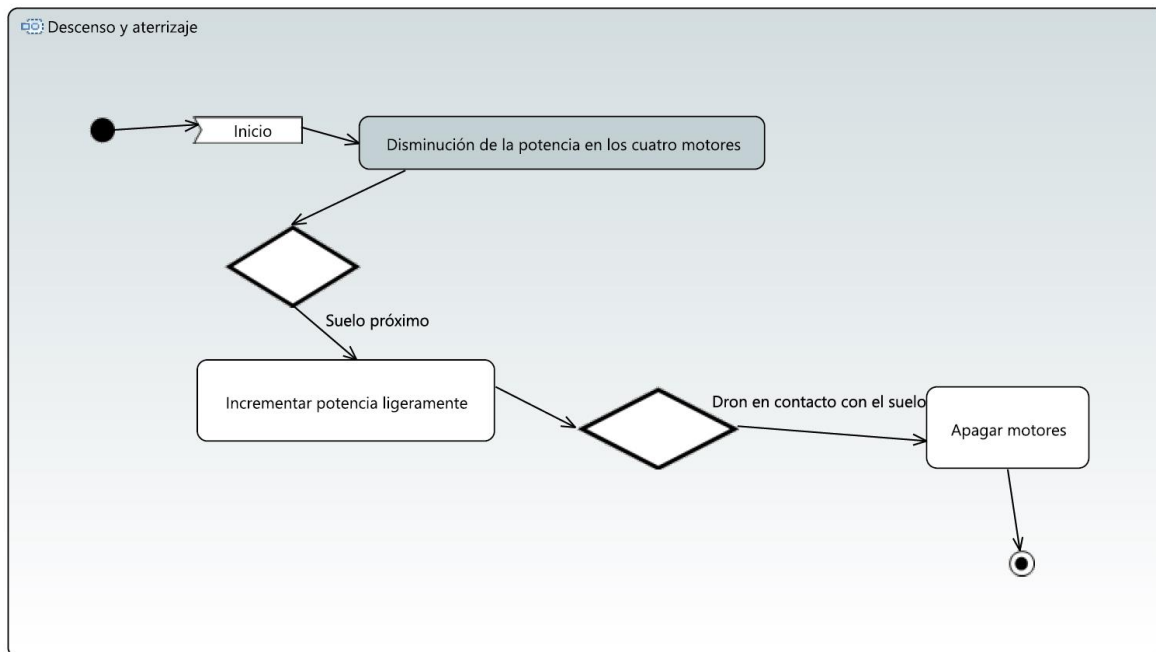 Descenso y aterrizaje
Inicio
Disminución de la potencia en los cuatro motores
Suelo próximo
Incrementar potencia ligeramente
Dron en contacto con el suelo
Apagar motores